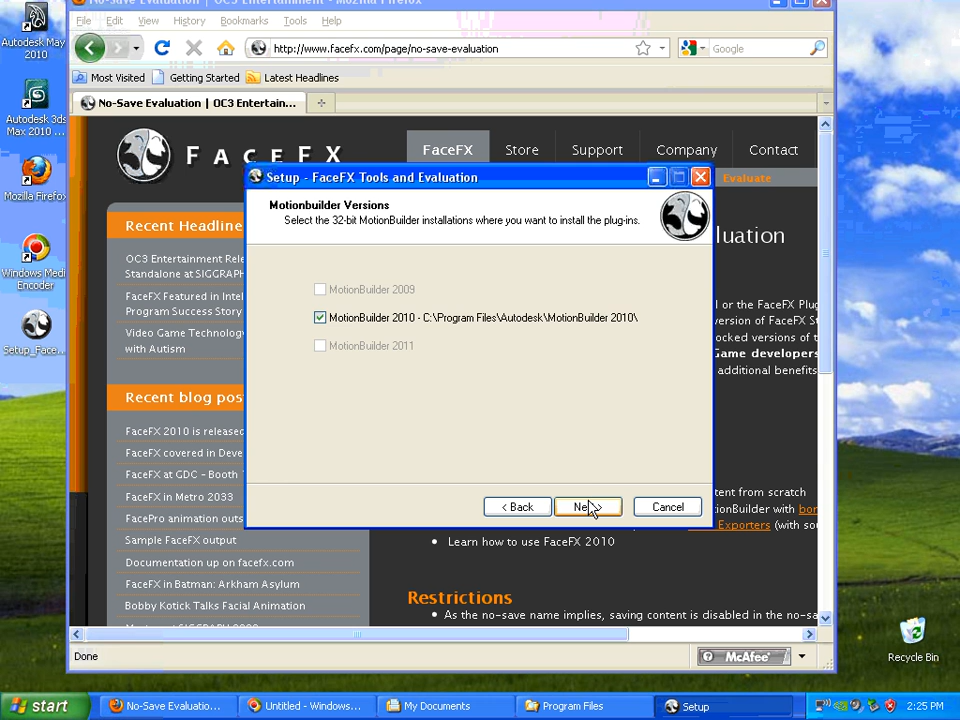 No-Save Evaluation | OC3 Entertainment - Mozilla Firefox
File Edit View History Bookmarks Tools Help
http://www.facefx.com/page/no-save-evaluation
Google
Most Visited Getting Started Latest Headlines
No-Save Evaluation | OC3 Entertain...
Autodesk May
2010
Autodesk 3ds
Max 2010 ...
Mozilla Firefox
Windows Medi
Encoder
Setup_Face...
FACEFX
FaceFX Store Support Company Contact
Evaluate
Recent Headline
OC3 Entertainment Rele
Standalone at SIGGRAPH
FaceFX Featured in Intel
Program Success Story
Video Game Technology
with Autism
Recent blog pos
FaceFX 2010 is released
FaceFX covered in Deve
FaceFX at GDC - Booth
FaceFX in Metro 2033
FacePro animation outs
Sample FaceFX output
Documentation up on facefx.com
FaceFX in Batman: Arkham Asylum
Bobby Kotick Talks Facial Animation
Setup - FaceFX Tools and Evaluation
Motionbuilder Versions
Select the 32-bit MotionBuilder installations where you want to install the plug-ins.
MotionBuilder 2009
MotionBuilder 2010 - C:\Program Files\Autodesk\MotionBuilder 2010\
MotionBuilder 2011
< Back
Cancel
luation
l or the FaceFX Plug
version of FaceFX St
ocked versions of t
Game developers
additional benefits
tent from scratch
otionBuilder with bon
Exporters (with sou
Learn how to use FaceFX 2010
Restrictions
As the no-save name implies, saving content is disabled in the no-sa
Done
McAfee
Recycle Bin
start
No-Save Evaluatio...
Untitled - Windows...
My Documents
Program Files
Setup
2:25 PM